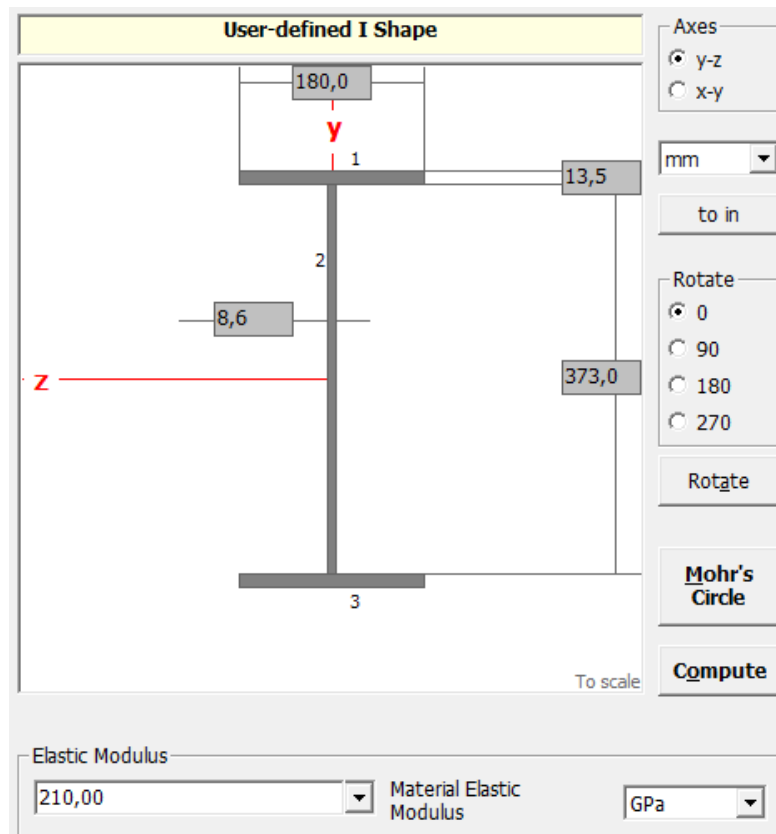 User-defined I Shape
180,0
y
1
13,5
2
8,6
z
373,0
3
To scale
Axes
y-z
x-y
mm
to in
Rotate
0
90
180
270
Rotate
Mohr's
Circle
Compute
Elastic Modulus
210,00
Material Elastic
Modulus
GPa